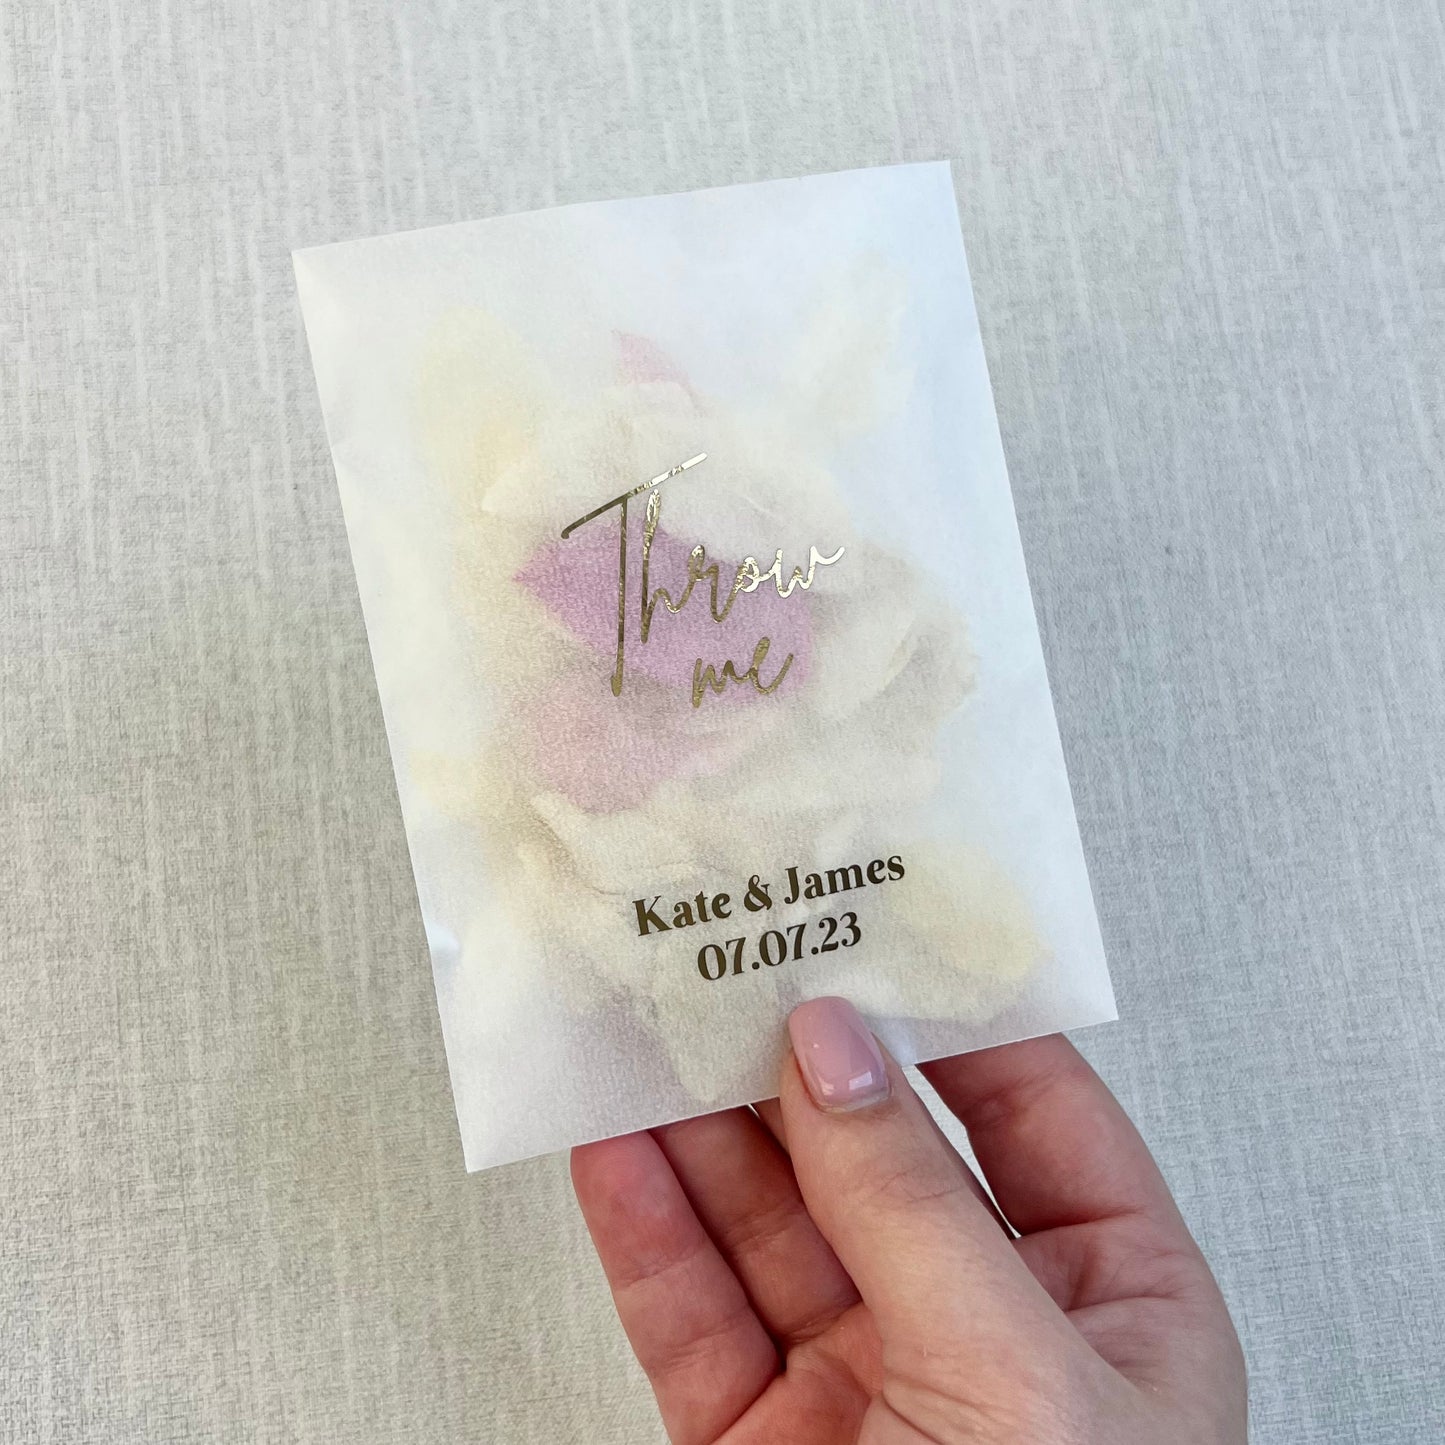 Throw
me
Kate & James
07.07.23